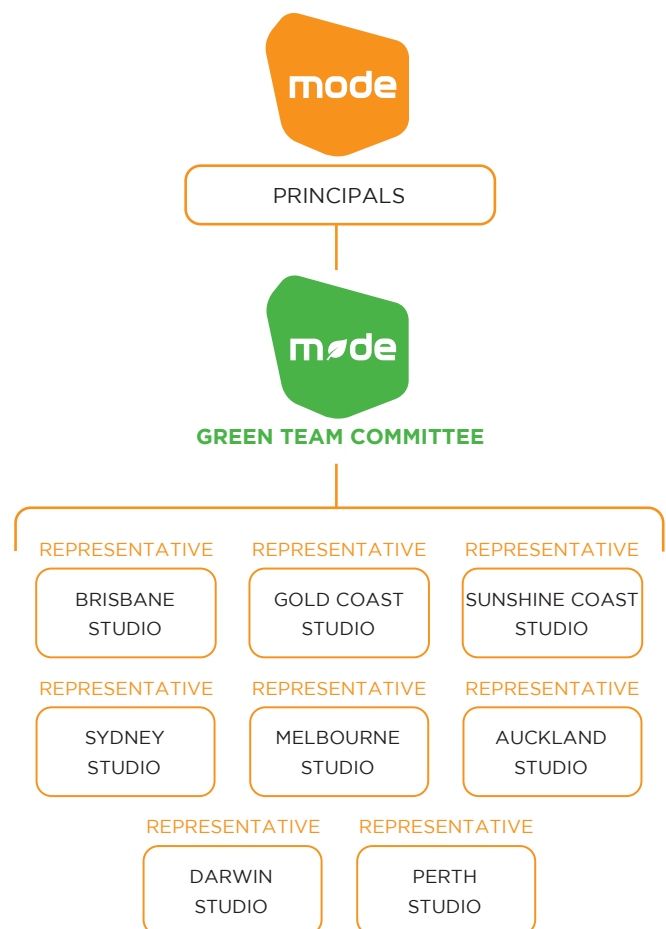 mode
PRINCIPALS
mode
GREEN TEAM COMMITTEE
REPRESENTATIVE REPRESENTATIVE REPRESENTATIVE
BRISBANE GOLD COAST SUNSHINE COAST
STUDIO STUDIO STUDIO
REPRESENTATIVE REPRESENTATIVE REPRESENTATIVE
SYDNEY MELBOURNE AUCKLAND
STUDIO STUDIO STUDIO
REPRESENTATIVE REPRESENTATIVE
DARWIN PERTH
STUDIO STUDIO